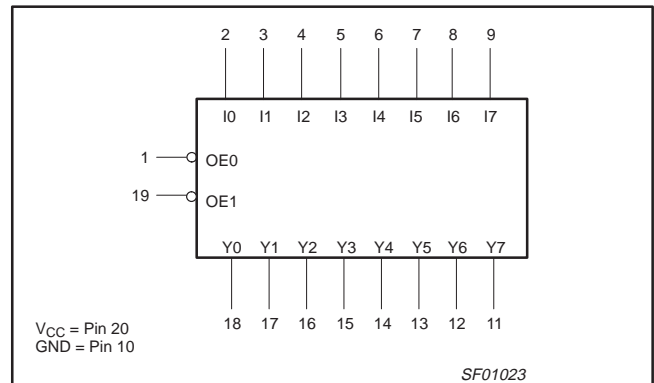 2 3 4 5 6 7 8 9
I0 I1 I2 I3 I4 I5 I6 I7
1 OE0
19 OE1
Y0 Y1 Y2 Y3 Y4 Y5 Y6 Y7
18 17 16 15 14 13 12 11
VCC = Pin 20
GND = Pin 10
SF01023